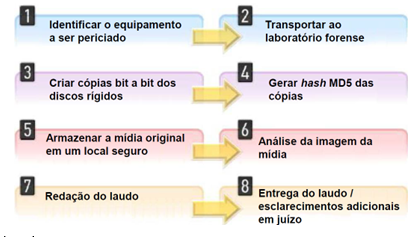 1
Identificar o equipamento
a ser periciado
2
Transportar ao
laboratório forense
3
Criar cópias bit a bit dos
discos rígidos
4
Gerar hash MD5 das
cópias
5
Armazenar a mídia original
em um local seguro
6
Análise da imagem da
mídia
7
Redação do laudo
8
Entrega do laudo /
esclarecimentos adicionais
em juízo